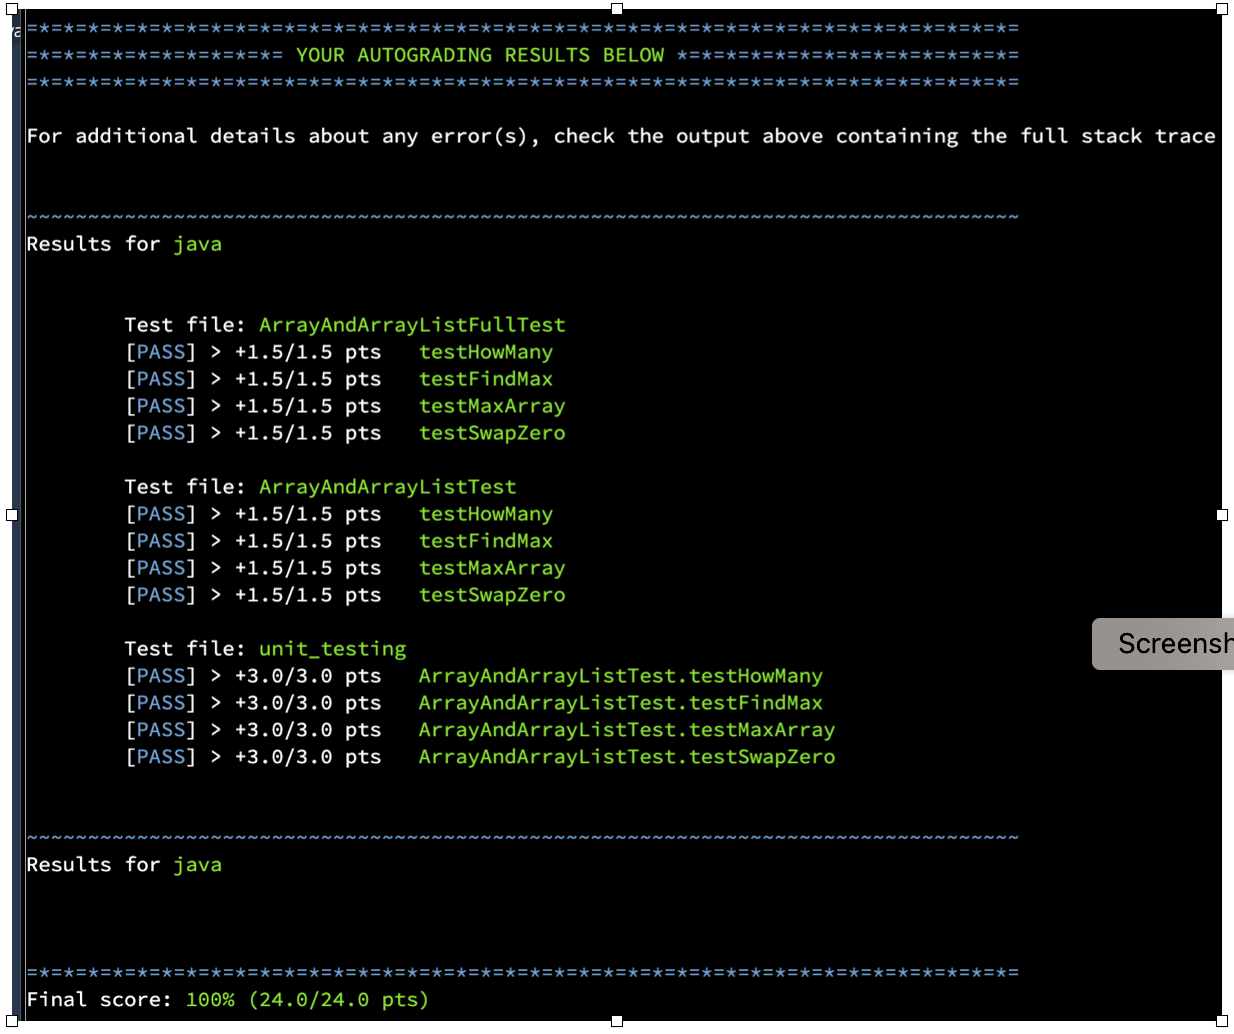 =*=*=*=*=*=*=*=*=*=*=*=*=*=*=*=*=*=*=*=*=*=*=*=*=*=*=*=*=*=*=*=*=*=*=*=*=*=*=*=*=
=*=*=*=*=*=*=*=*=*=*= YOUR AUTOGRADING RESULTS BELOW *=*=*=*=*=*=*=*=*=*=*=*=*=*=
=*=*=*=*=*=*=*=*=*=*=*=*=*=*=*=*=*=*=*=*=*=*=*=*=*=*=*=*=*=*=*=*=*=*=*=*=*=*=*=*=
For additional details about any error(s), check the output above containing the full stack trace
~~~~~~~~~~~~~~~~~~~~~~~~~~~~~~~~~~~~~~~~~~~~~~~~~~~~~~~~~~~~~~~~~~~~~~~~~~~~~~~~~
Results for java
Test file: ArrayAndArrayListFullTest
[PASS] > +1.5/1.5 pts   testHowMany
[PASS] > +1.5/1.5 pts   testFindMax
[PASS] > +1.5/1.5 pts   testMaxArray
[PASS] > +1.5/1.5 pts   testSwapZero
Test file: ArrayAndArrayListTest
[PASS] > +1.5/1.5 pts   testHowMany
[PASS] > +1.5/1.5 pts   testFindMax
[PASS] > +1.5/1.5 pts   testMaxArray
[PASS] > +1.5/1.5 pts   testSwapZero
Screensh
Test file: unit_testing
[PASS] > +3.0/3.0 pts   ArrayAndArrayListTest.testHowMany
[PASS] > +3.0/3.0 pts   ArrayAndArrayListTest.testFindMax
[PASS] > +3.0/3.0 pts   ArrayAndArrayListTest.testMaxArray
[PASS] > +3.0/3.0 pts   ArrayAndArrayListTest.testSwapZero
~~~~~~~~~~~~~~~~~~~~~~~~~~~~~~~~~~~~~~~~~~~~~~~~~~~~~~~~~~~~~~~~~~~~~~~~~~~~~~~~~
Results for java
=*=*=*=*=*=*=*=*=*=*=*=*=*=*=*=*=*=*=*=*=*=*=*=*=*=*=*=*=*=*=*=*=*=*=*=*=*=*=*=*=
Final score: 100% (24.0/24.0 pts)